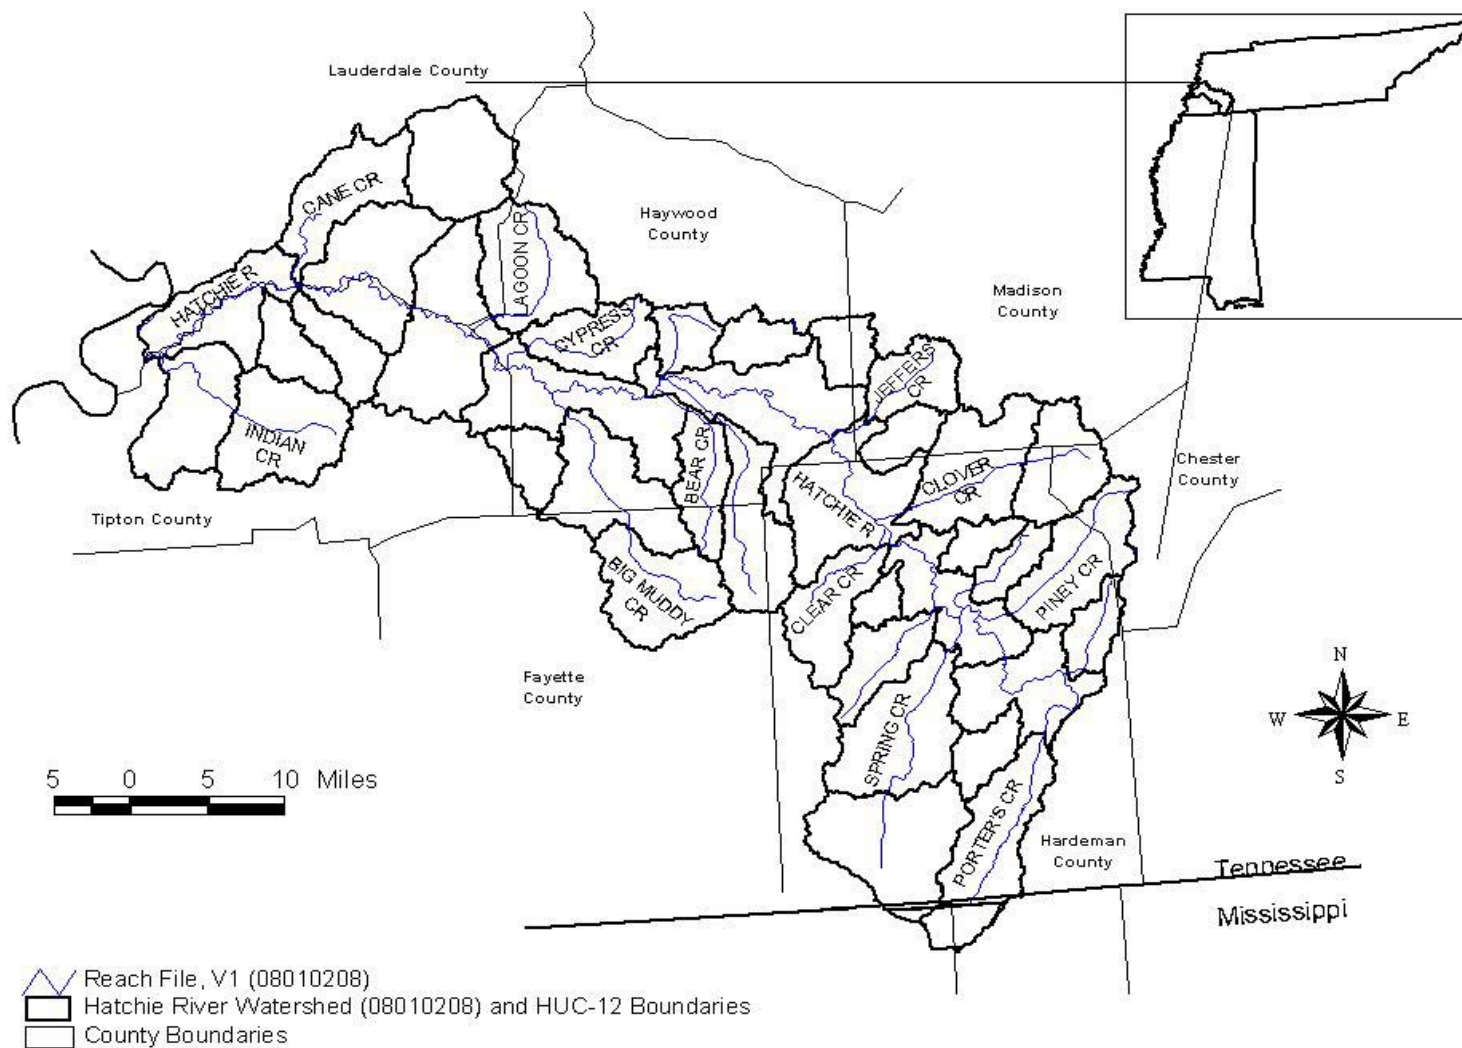 Lauderdale County
CANE CR
Haywood
County
LAGOON CR
HATCHIE R
Madison
County
CYPRESS
CR
JEFFERS
CR
INDIAN
CR
BEAR CR
HATCHIE R
CLOVER
CR
Chester
County
Tipton County
BIG MUDDY
CR
CLEAR CR
PINEY CR
Fayette
County
N
W
E
S
SPRING CR
5 0 5 10 Miles
PORTER'S CR
Hardeman
County
Tennessee
Mississippi
Reach File, V1 (08010208)
Hatchie River Watershed (08010208) and HUC-12 Boundaries
County Boundaries